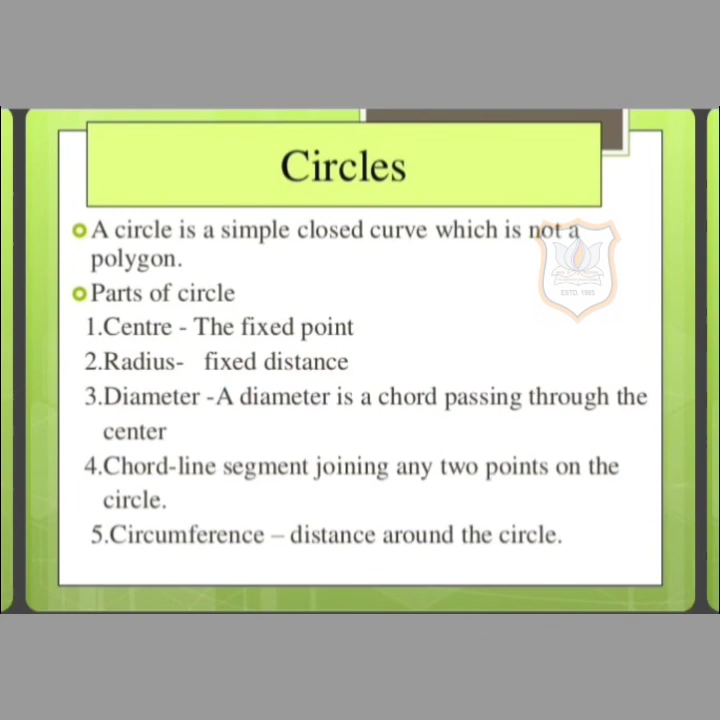 Circles
A circle is a simple closed curve which is not a
polygon.
Parts of circle
1.Centre - The fixed point
2.Radius- fixed distance
3.Diameter -A diameter is a chord passing through the
center
4.Chord-line segment joining any two points on the
circle.
5.Circumference – distance around the circle.
ESTD. 1985